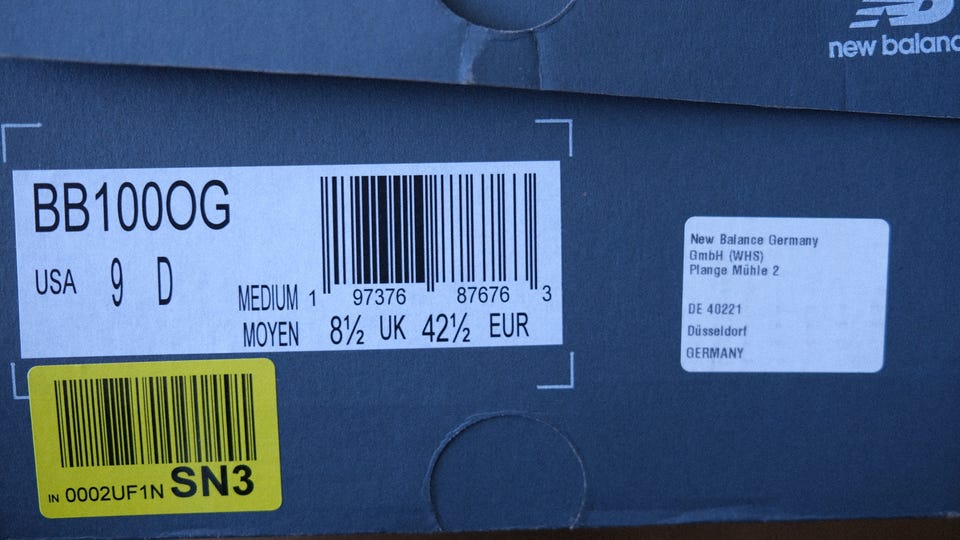 new balanc
BB100OG
USA 9 D
MEDIUM 1 97376 87676 3
MOYEN 8½ UK 42½ EUR
New Balance Germany
GmbH (WHS)
Plange Mühle 2
DE 40221
Düsseldorf
GERMANY
IN 0002UF1N SN3